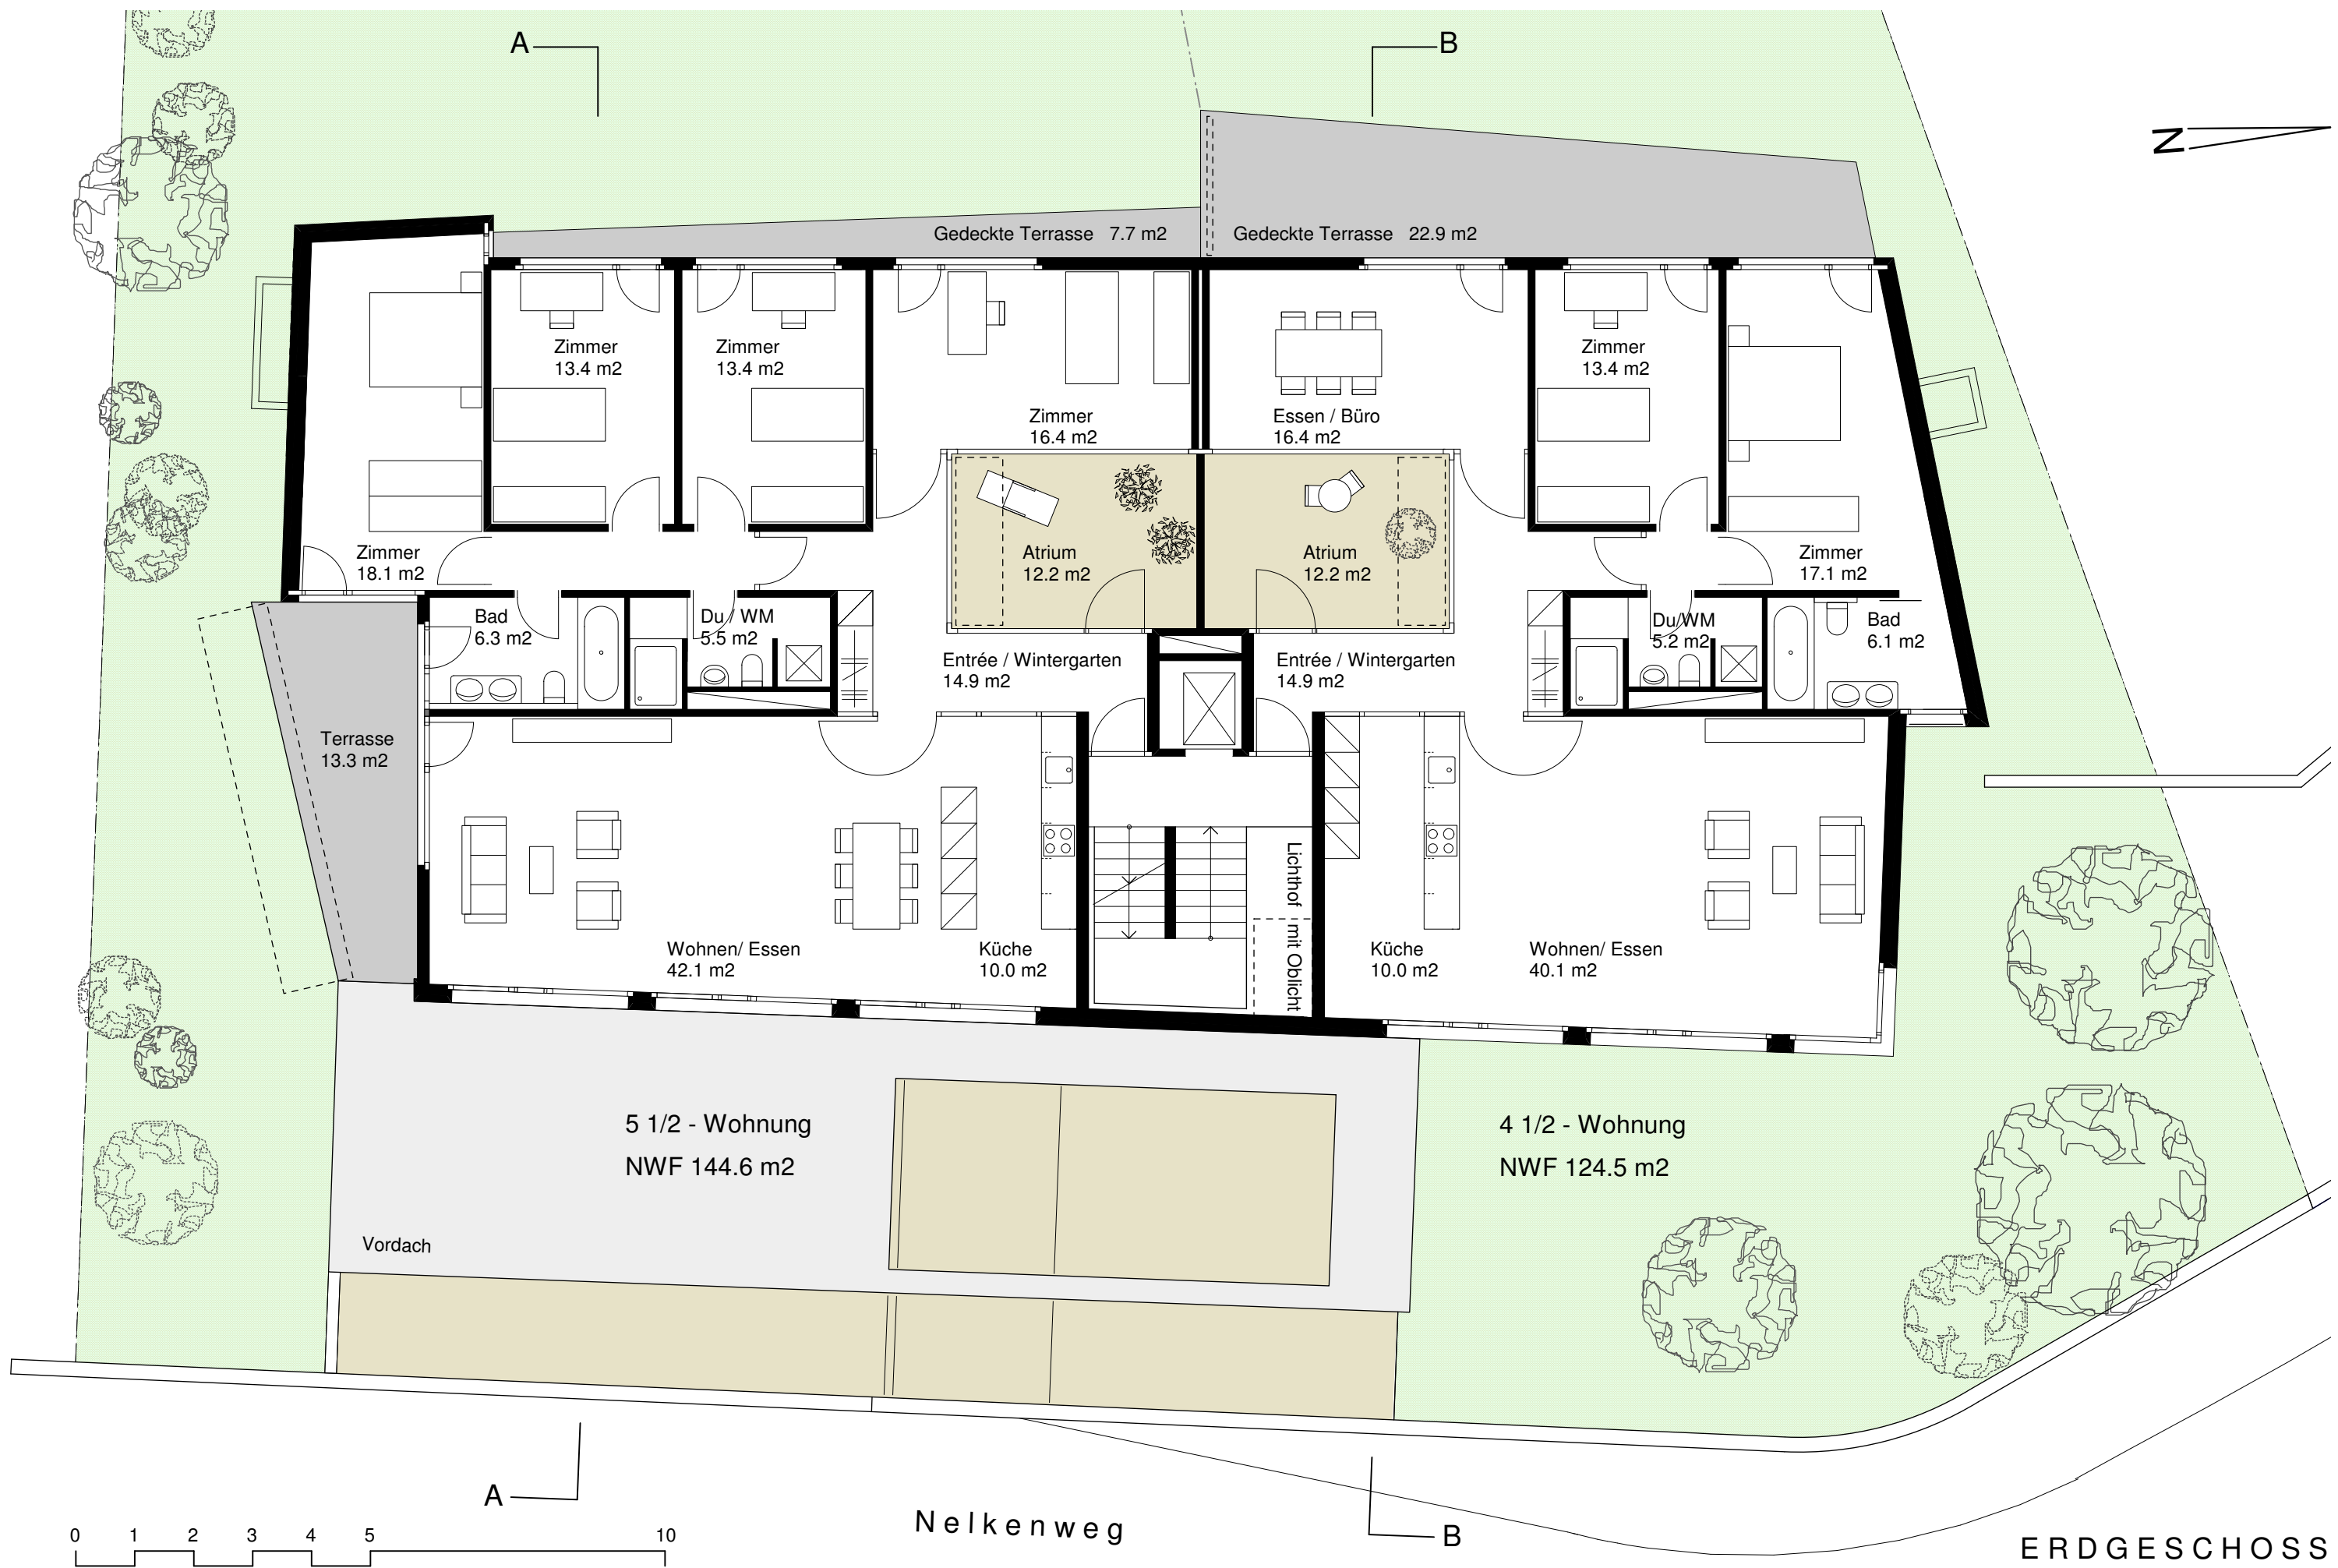 A
B
N
Gedeckte Terrasse 7.7 m2
Gedeckte Terrasse 22.9 m2
Zimmer
13.4 m2
Zimmer
13.4 m2
Zimmer
13.4 m2
Zimmer
16.4 m2
Essen / Büro
16.4 m2
Zimmer
18.1 m2
Atrium
12.2 m2
Atrium
12.2 m2
Zimmer
17.1 m2
Bad
6.3 m2
Du / WM
5.5 m2
Du/WM
5.2 m2
Bad
6.1 m2
Entrée / Wintergarten
14.9 m2
Entrée / Wintergarten
14.9 m2
Terrasse
13.3 m2
Lichthof mit Oblicht
Wohnen/ Essen
42.1 m2
Küche
10.0 m2
Küche
10.0 m2
Wohnen/ Essen
40.1 m2
5 1/2 - Wohnung
NWF 144.6 m2
4 1/2 - Wohnung
NWF 124.5 m2
Vordach
A
B
Nelkenweg
0 1 2 3 4 5 10
ERDGESCHOSS